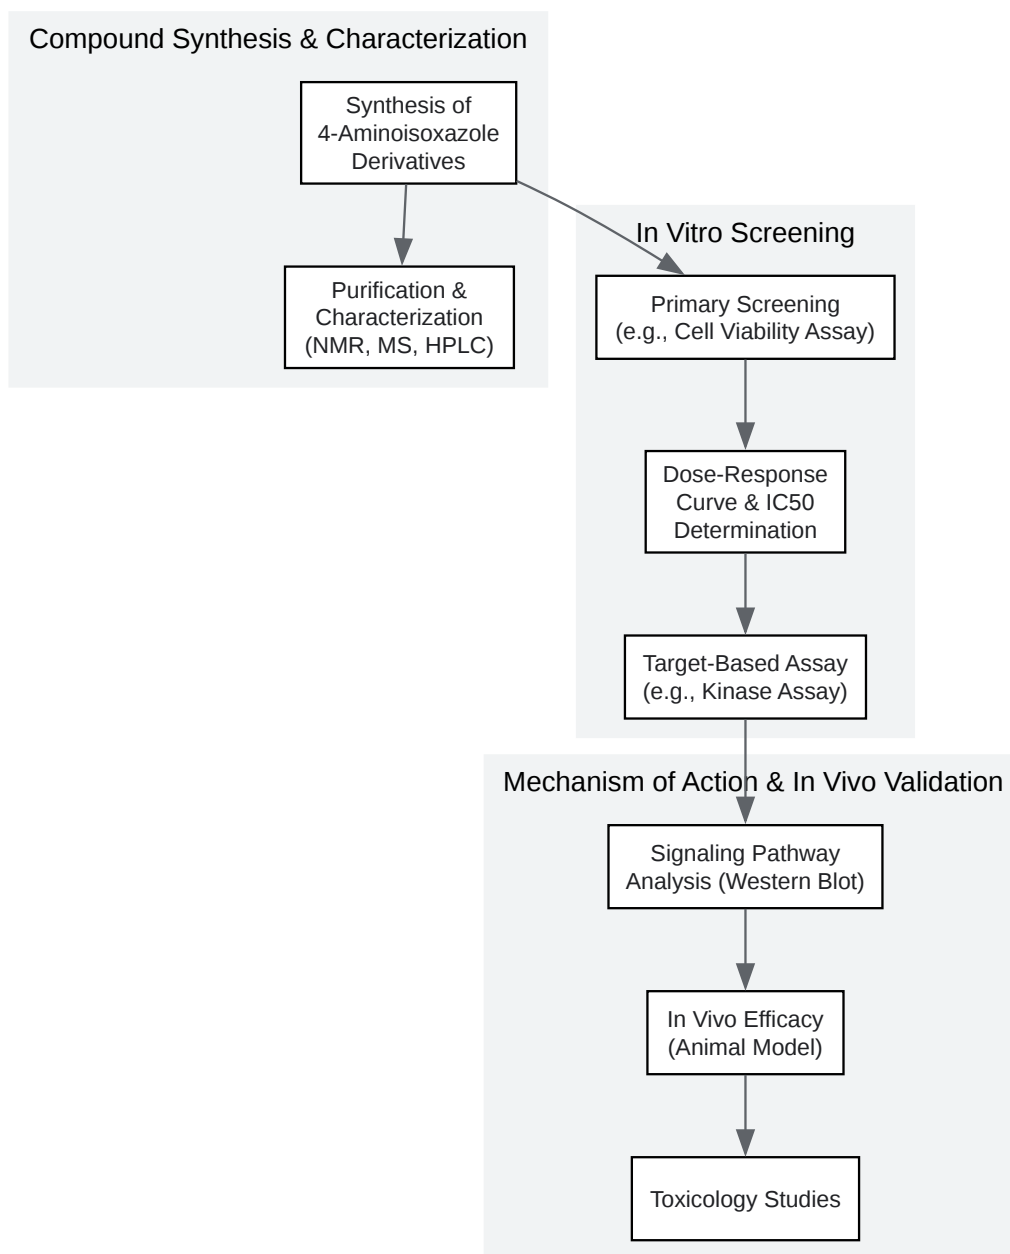 Compound Synthesis & Characterization
Synthesis of
4-Aminoisoxazole
Derivatives
Purification &
Characterization
(NMR, MS, HPLC)
In Vitro Screening
Primary Screening
(e.g., Cell Viability Assay)
Dose-Response
Curve & IC50
Determination
Target-Based Assay
(e.g., Kinase Assay)
Mechanism of Action & In Vivo Validation
Signaling Pathway
Analysis (Western Blot)
In Vivo Efficacy
(Animal Model)
Toxicology Studies